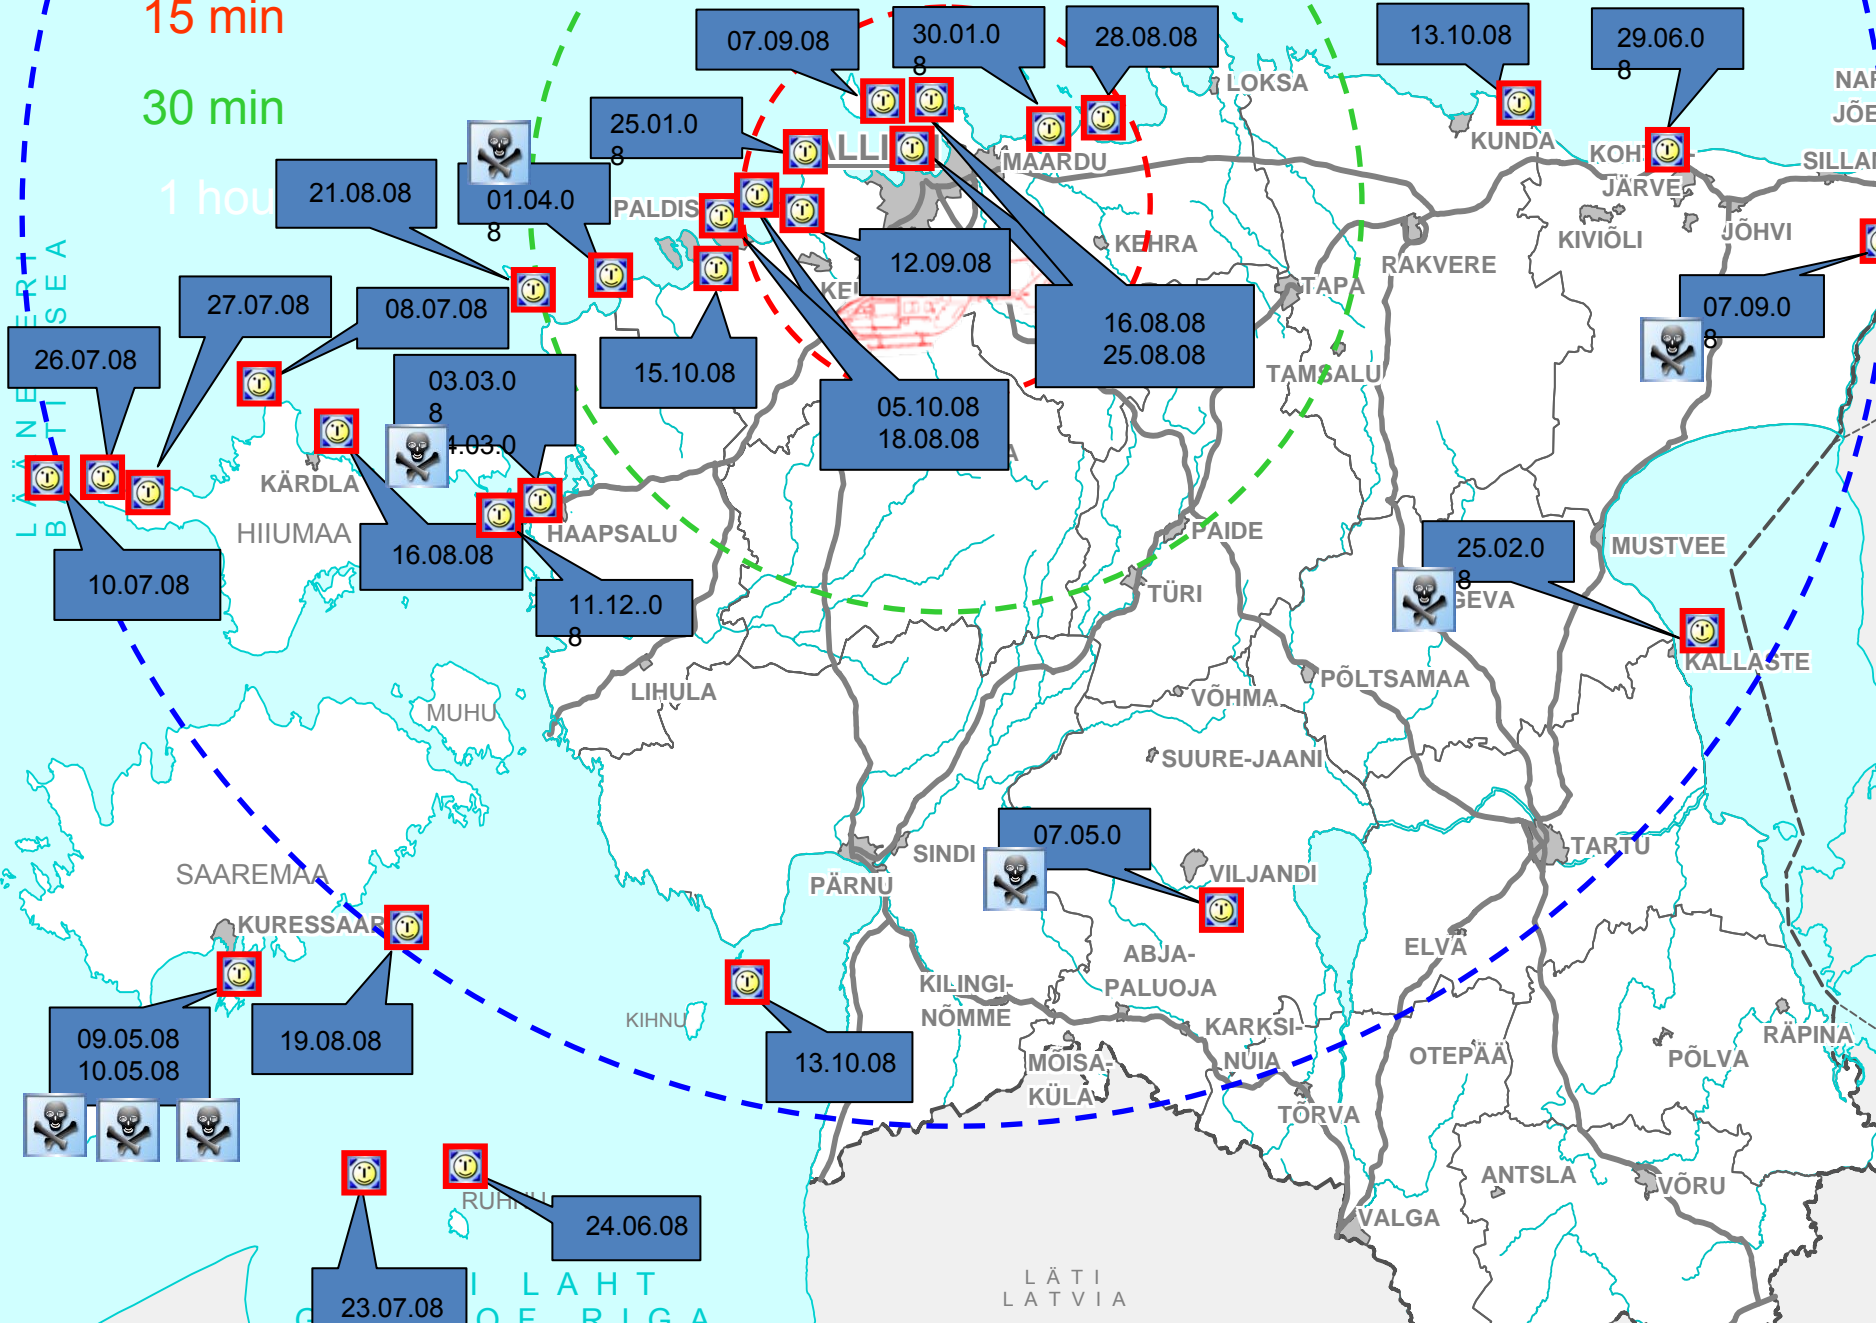 15 min
30 min
1 hou
07.09.08
30.01.0
8
28.08.08
13.10.08
29.06.0
8
25.01.0
8
21.08.08
01.04.0
8
12.09.08
27.07.08
08.07.08
26.07.08
15.10.08
03.03.0
8
4.03.0
16.08.08
25.08.08
05.10.08
18.08.08
07.09.0
8
10.07.08
16.08.08
11.12..0
8
25.02.0
8
07.05.0
09.05.08
10.05.08
19.08.08
13.10.08
24.06.08
23.07.08
LOKSA
KUNDA
MAARDU
PALDIS
KEHRA
KIVIÕLI
JÄRVE
JÕHVI
SILLA
RAKVERE
TAPA
TAMSALU
KÄRDLA
HIIUMAA
HAAPSALU
PAIDE
TÜRI
MUSTVEE
GEVA
KALLASTE
LIHULA
MUHU
VÕHMA
PÕLTSAMAA
SUURE-JAANI
SAAREMAA
KURESSAAR
SINDI
PÄRNU
VILJANDI
TARTU
ELVA
ABJA-
PALUOJA
KILINGI-
NÕMME
KIHNU
KARKSI-
NUIA
MÕISA-
KÜLA
TÕRVA
OTEPÄÄ
PÕLVA
RÄPINA
ANTSLA
VÕRU
VALGA
RUHNU
LÄTI
LATVIA
I LAHT
OF RIGA